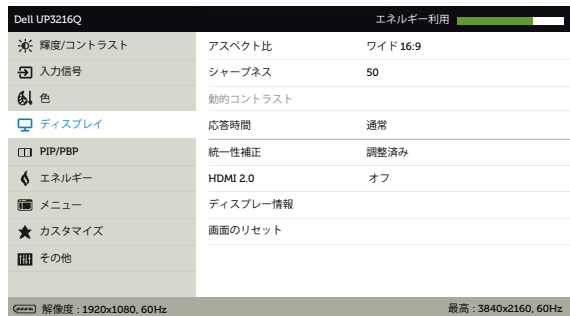 Dell UP3216Q エネルギー利用
輝度/コントラスト
入力信号
色
ディスプレイ
PIP/PBP
エネルギー
メニュー
カスタマイズ
その他
アスペクト比 ワイド 16:9
シャープネス 50
動的コントラスト
応答時間 通常
統一性補正 調整済み
HDMI 2.0 オフ
ディスプレー情報
画面のリセット
解像度 : 1920x1080, 60Hz 最高 : 3840x2160, 60Hz